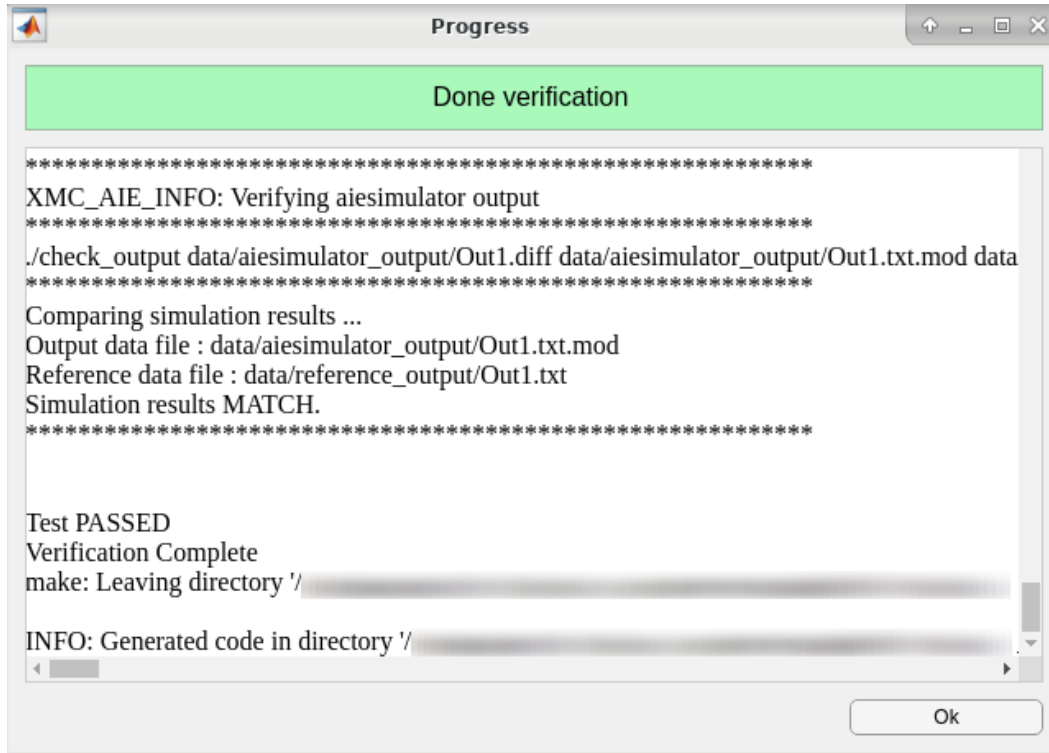 Progress
Done verification
************************************************************
XMC_AIE_INFO: Verifying aiesimulator output
************************************************************
./check_output data/aiesimulator_output/Out1.diff data/aiesimulator_output/Out1.txt.mod data
************************************************************
Comparing simulation results ...
Output data file : data/aiesimulator_output/Out1.txt.mod
Reference data file : data/reference_output/Out1.txt
Simulation results MATCH.
************************************************************
Test PASSED
Verification Complete
make: Leaving directory '/
INFO: Generated code in directory '/
Ok